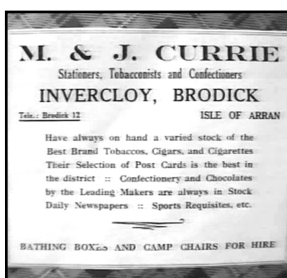 M. & J. CURRIE
Stationers, Tobacconists and Confectioners
INVERCLOY, BRODICK
Tele.: Brodick 12 ISLE OF ARRAN
Have always on hand a varied stock of the
Best Brand Tobaccos, Cigars, and Cigarettes
Their Selection of Post Cards is the best in
the district :: Confectionery and Chocolates
by the Leading Makers are always in Stock
Daily Newspapers :: Sports Requisites, etc.
BATHING BOXES AND CAMP CHAIRS FOR HIRE